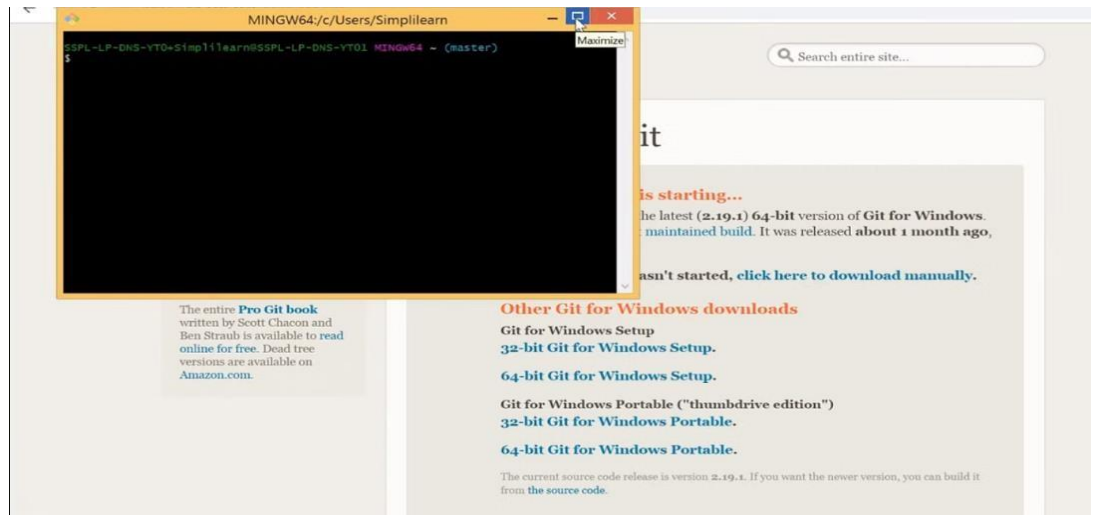 MINGW64:/c/Users/Simplilearn
Maximize
SSPL-LP-DNS-YT0+Simplilearn@SSPL-LP-DNS-YT01 MINGW64 ~ (master)
$
Search entire site...
it
is starting...
he latest (2.19.1) 64-bit version of Git for Windows.
maintained build. It was released about 1 month ago,
asn't started, click here to download manually.
The entire Pro Git book
written by Scott Chacon and
Ben Straub is available to read
online for free. Dead tree
versions are available on
Amazon.com.
Other Git for Windows downloads
Git for Windows Setup
32-bit Git for Windows Setup.
64-bit Git for Windows Setup.
Git for Windows Portable ("thumbdrive edition")
32-bit Git for Windows Portable.
64-bit Git for Windows Portable.
The current source code release is version 2.19.1. If you want the newer version, you can build it
from the source code.